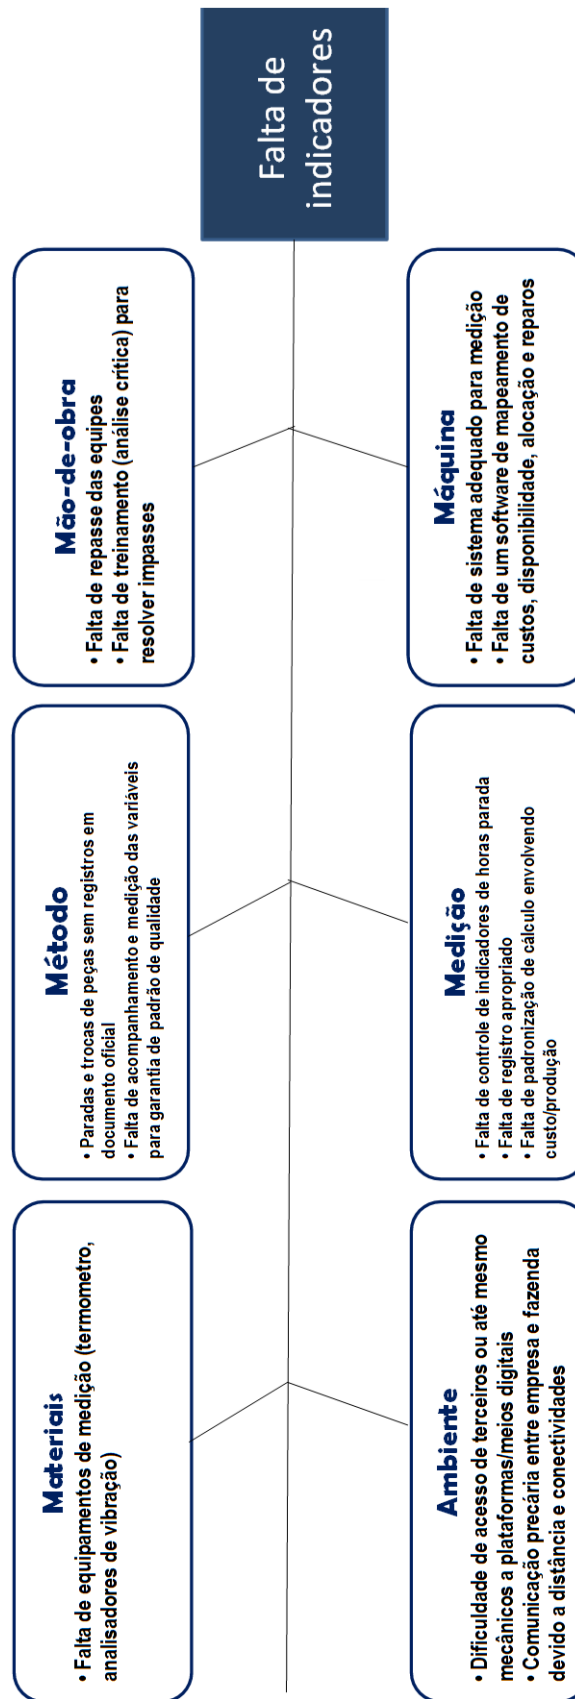 Materiais
• Falta de equipamentos de medição (termometro,
analisadores de vibração)
Método
• Paradas e trocas de peças sem registros em
documento oficial
• Falta de acompanhamento e medição das variáveis
para garantia de padrão de qualidade
Mão-de-obra
• Falta de repasse das equipes
• Falta de treinamento (análise crítica) para
resolver impasses
Falta de
indicadores
Ambiente
• Dificuldade de acesso de terceiros ou até mesmo
mecânicos a plataformas/meios digitais
• Comunicação precária entre empresa e fazenda
devido a distância e conectividades
Medição
• Falta de controle de indicadores de horas parada
• Falta de registro apropriado
• Falta de padronização de cálculo envolvendo
custo/produção
Máquina
• Falta de sistema adequado para medição
• Falta de um software de mapeamento de
custos, disponibilidade, alocação e reparos